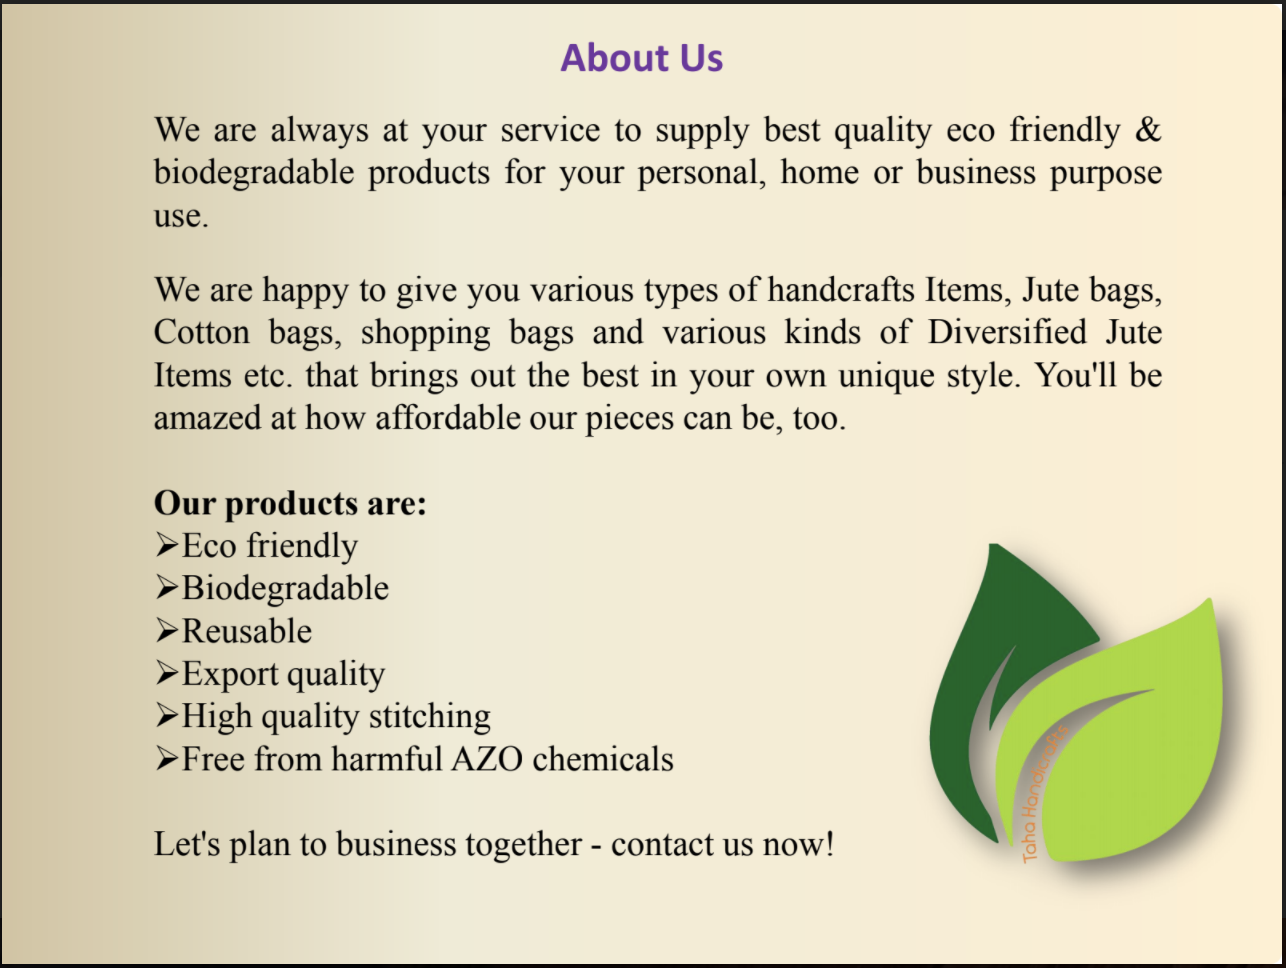 About Us
We are always at your service to supply best quality eco friendly &
biodegradable products for your personal, home or business purpose
use.
We are happy to give you various types of handcrafts Items, Jute bags,
Cotton bags, shopping bags and various kinds of Diversified Jute
Items etc. that brings out the best in your own unique style. You'll be
amazed at how affordable our pieces can be, too.
Our products are:
➢Eco friendly
➢Biodegradable
➢Reusable
➢Export quality
➢High quality stitching
➢Free from harmful AZO chemicals
Let's plan to business together - contact us now!
Taha Handicrafts